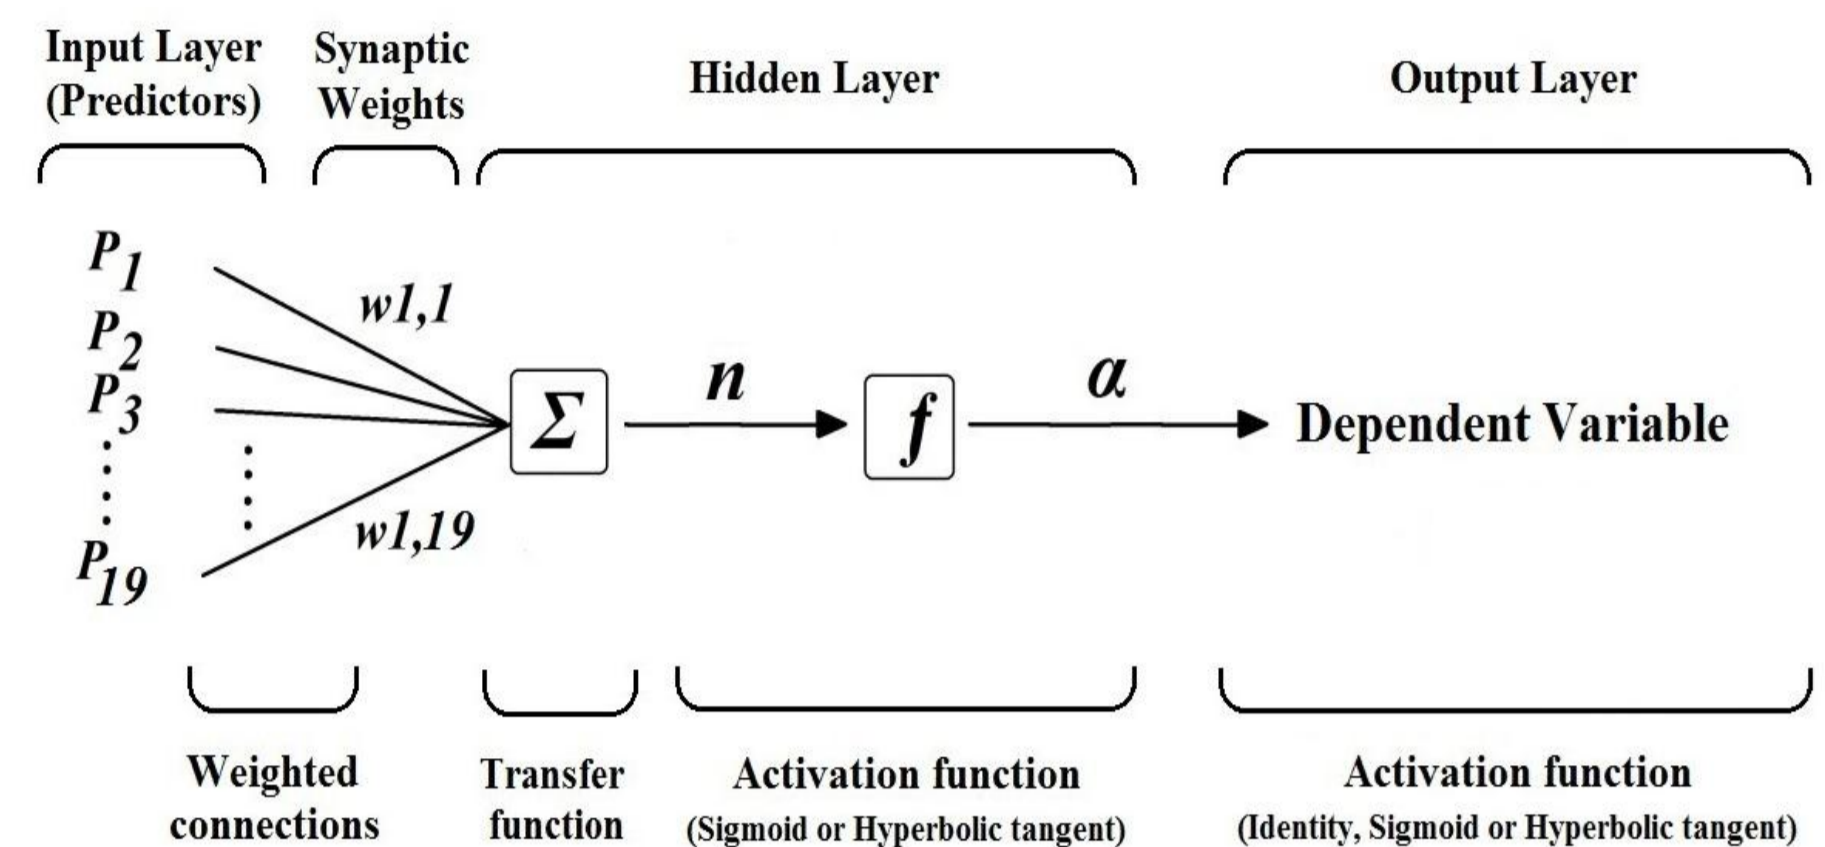 Input Layer
(Predictors)
Synaptic
Weights
Hidden Layer
Output Layer
P1
P2
P3
P19
w1,1
w1,19
Σ
n
f
α
Dependent Variable
Weighted
connections
Transfer
function
Activation function
(Sigmoid or Hyperbolic tangent)
Activation function
(Identity, Sigmoid or Hyperbolic tangent)